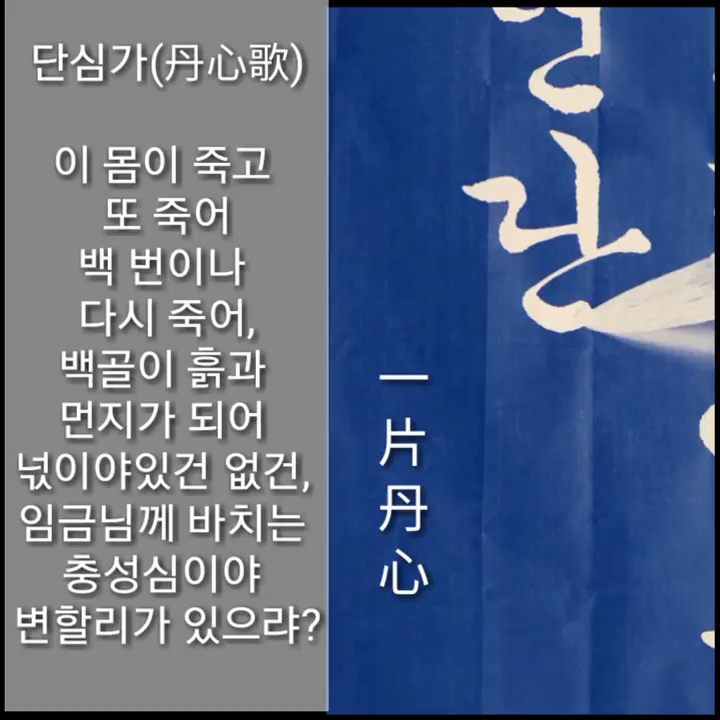 단심가(丹心歌)
이 몸이 죽고
또 죽어
백 번이나
다시 죽어,
백골이 흙과
먼지가 되어
넋이야있건 없건,
임금님께 바치는
충성심이야
변할리가 있으랴?
란
一片丹心